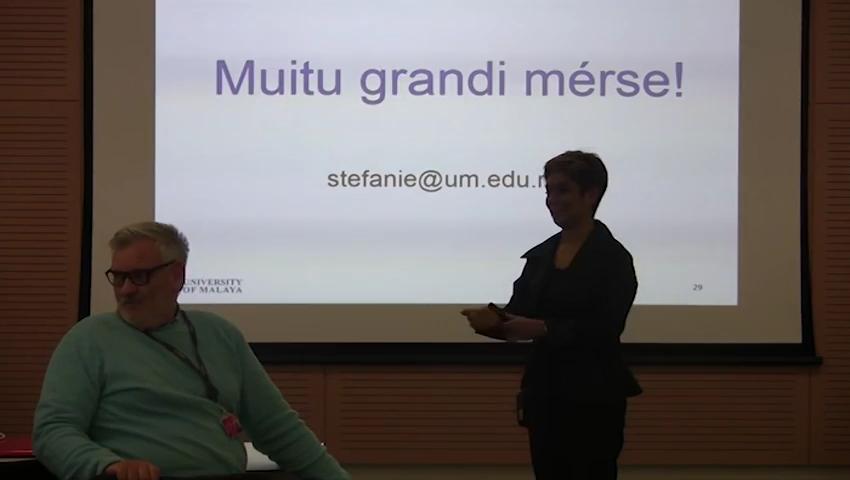 Muitu grandi mérse!
stefanie@um.edu.
UNIVERSITY
OF MALAYA
29